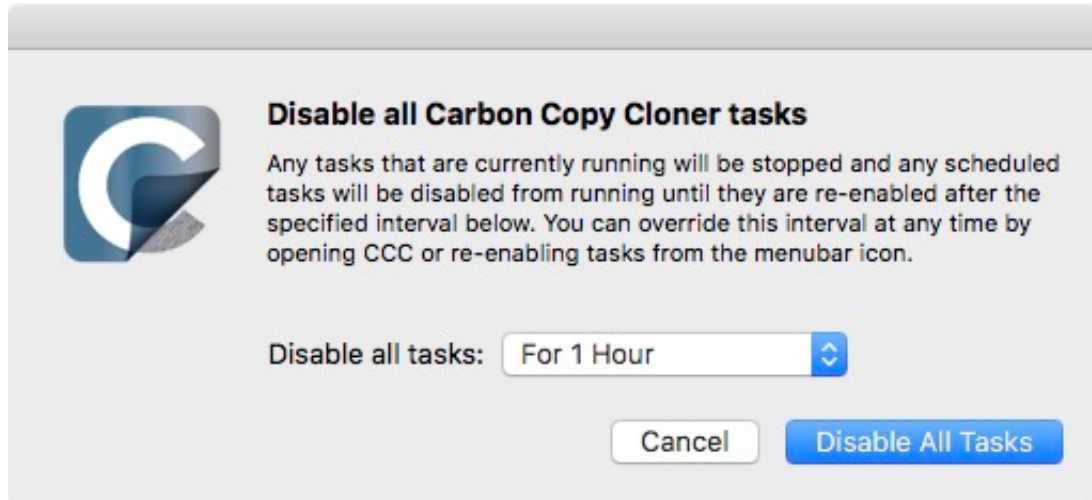 Disable all Carbon Copy Cloner tasks
Any tasks that are currently running will be stopped and any scheduled
tasks will be disabled from running until they are re-enabled after the
specified interval below. You can override this interval at any time by
opening CCC or re-enabling tasks from the menubar icon.
Disable all tasks: For 1 Hour
Cancel Disable All Tasks